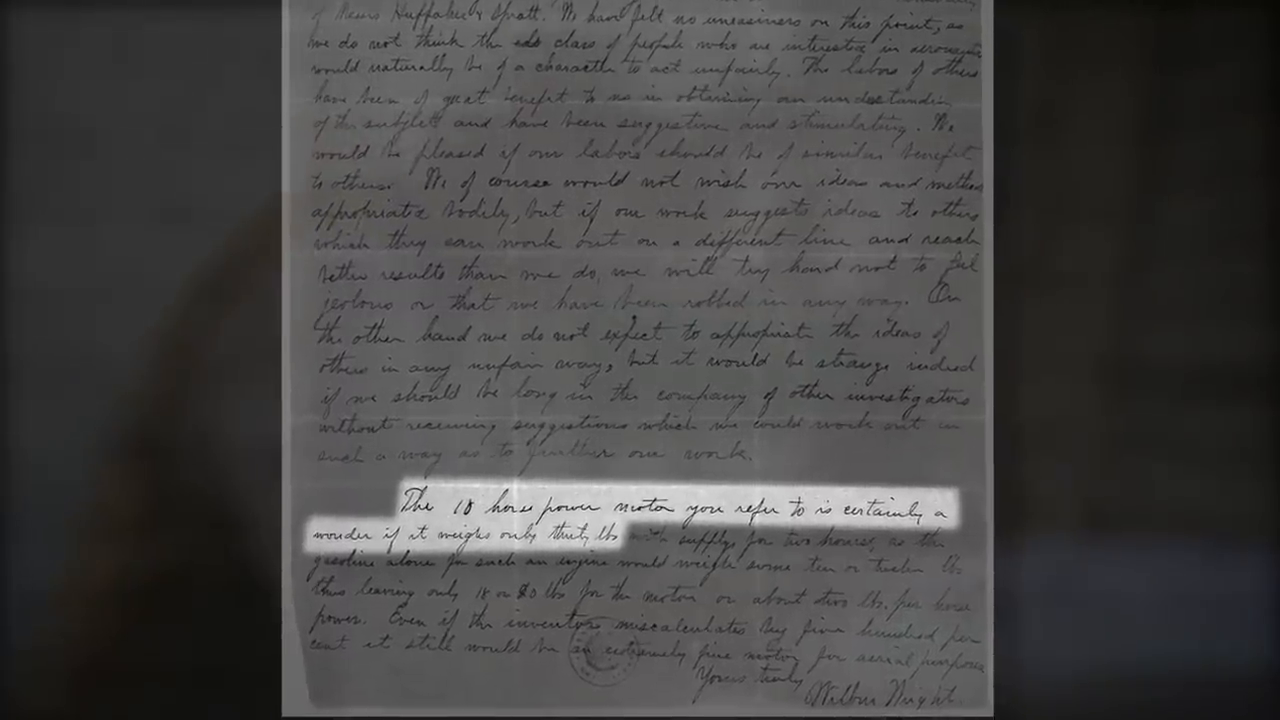 of Messrs Huffaker & Spratt. We have felt no uneasiness on this point, as
we do not think the class of people who are interested in aeronautics
would naturally be of a character to act unfairly. The labors of others
have been of great benefit to us in obtaining an understanding
of the subject and have been suggestive and stimulating. We
would be pleased if our labors should be of similar benefit
to others. We of course would not wish our ideas and methods
appropriated bodily, but if our work suggests ideas to others
which they can work out on a different line and reach
better results than we do, we will try hard not to feel
jealous or that we have been robbed in any way. On
the other hand we do not expect to appropriate the ideas of
others in any unfair way, but it would be strange indeed
if we should be long in the company of other investigators
without receiving suggestions which we could work out in
such a way as to further our work.
The 10 horse power motor you refer to is certainly a
wonder if it weighs only thirty lbs with supply for two hours, as the
gasoline alone for such an engine would weigh some ten or twelve lbs
thus leaving only 18 or 20 lbs for the motor or about two lbs. per horse
power. Even if the inventor miscalculates by five hundred per
cent it still would be an extremely fine motor for aerial purposes
Yours truly
Wilbur Wright.